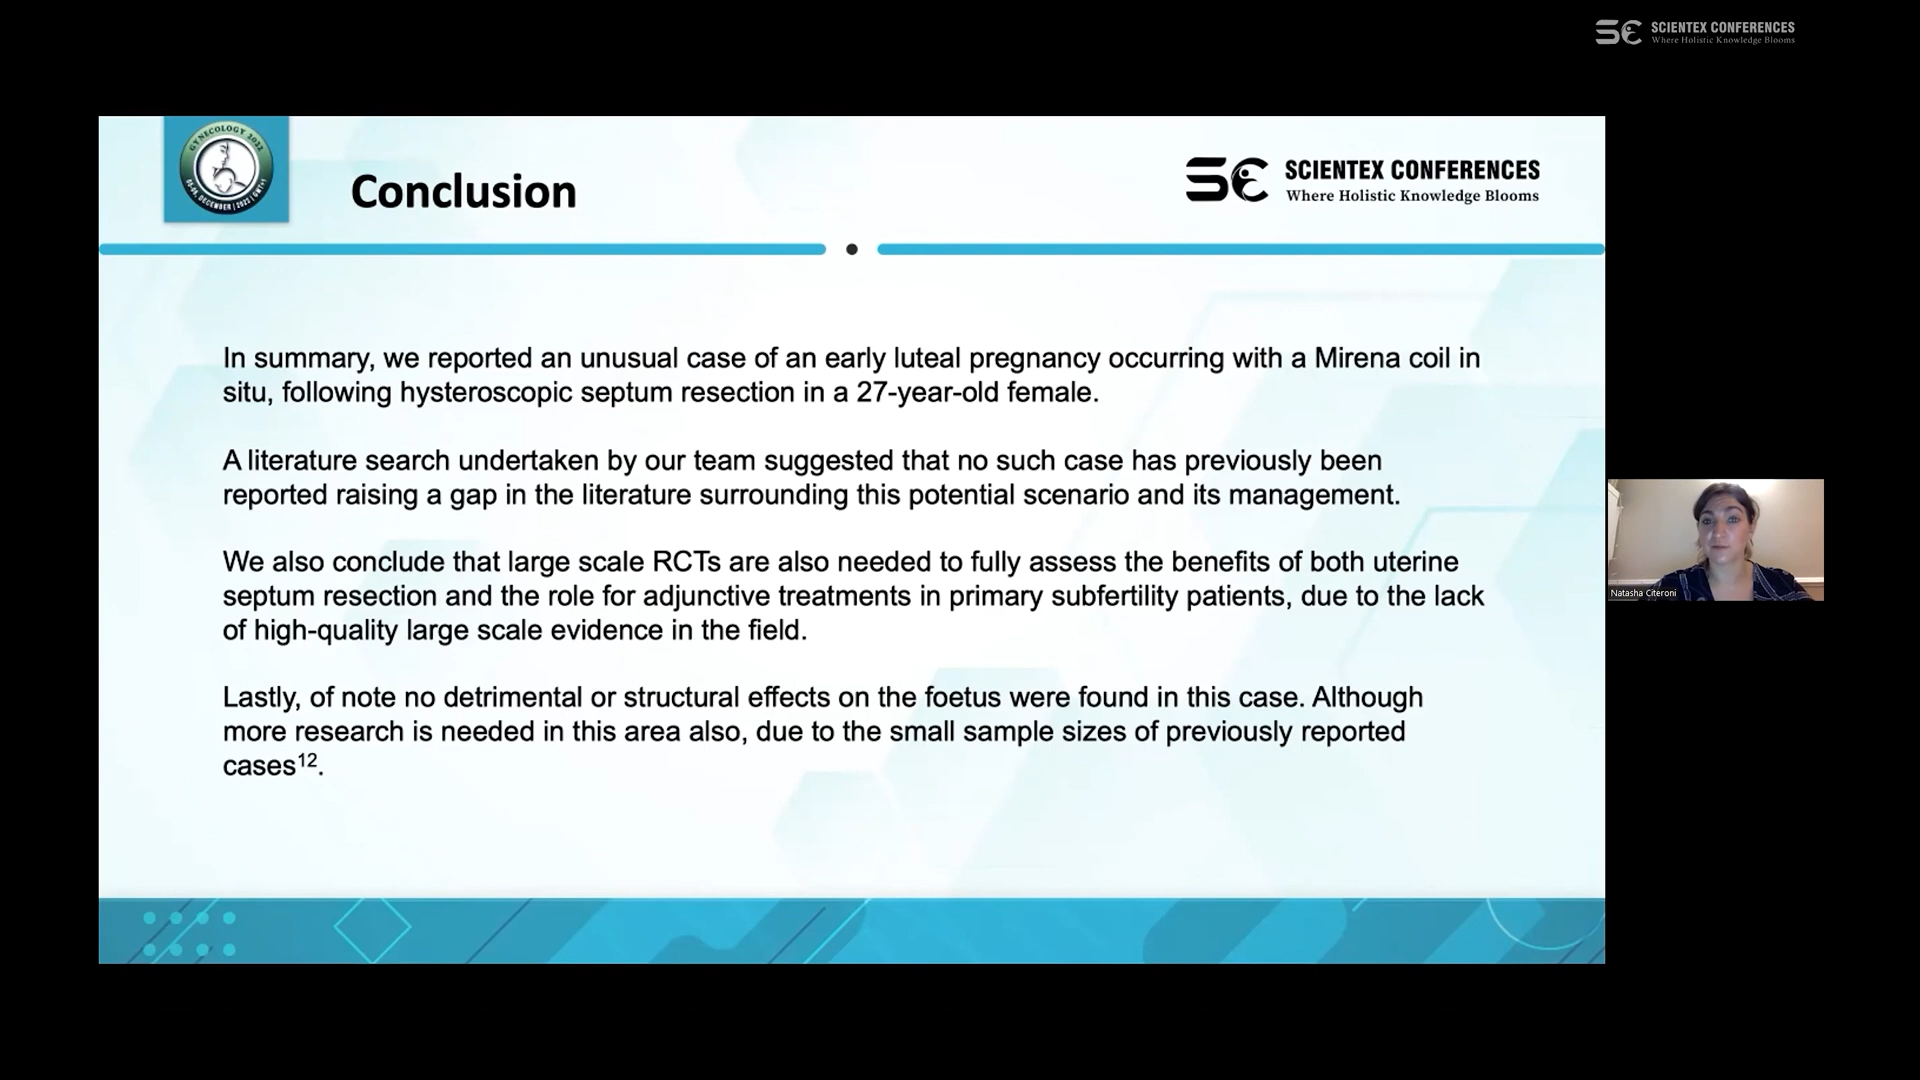 SCIENTEX CONFERENCES
Where Holistic Knowledge Blooms
GYNECOLOGY 2022
DECEMBER | 2022 | GMT+1
Conclusion
SCIENTEX CONFERENCES
Where Holistic Knowledge Blooms
In summary, we reported an unusual case of an early luteal pregnancy occurring with a Mirena coil in
situ, following hysteroscopic septum resection in a 27-year-old female.
A literature search undertaken by our team suggested that no such case has previously been
reported raising a gap in the literature surrounding this potential scenario and its management.
We also conclude that large scale RCTs are also needed to fully assess the benefits of both uterine
septum resection and the role for adjunctive treatments in primary subfertility patients, due to the lack
of high-quality large scale evidence in the field.
Lastly, of note no detrimental or structural effects on the foetus were found in this case. Although
more research is needed in this area also, due to the small sample sizes of previously reported
cases¹².
Natasha Citeroni